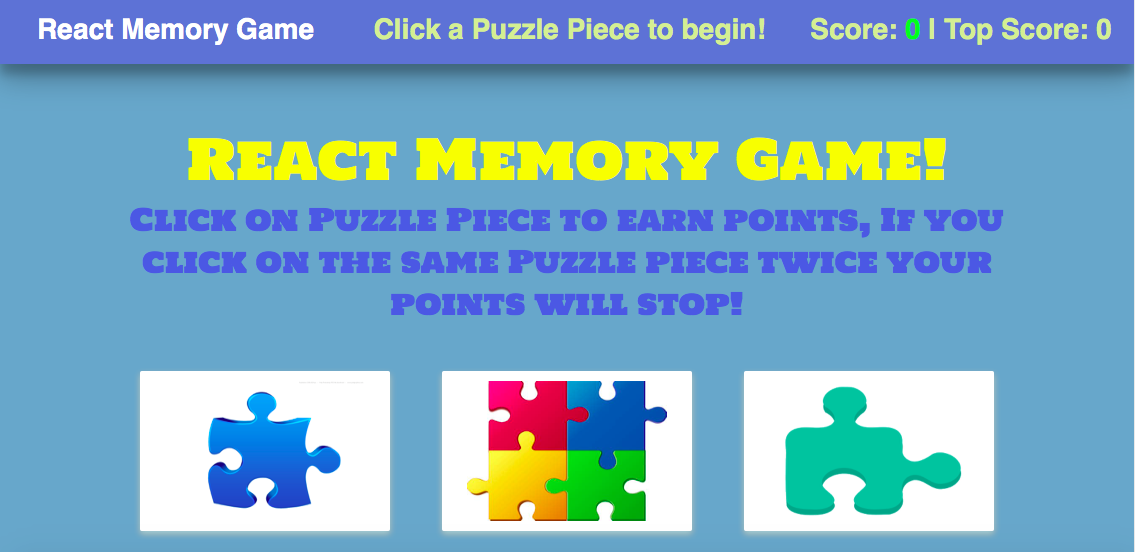 React Memory Game
Click a Puzzle Piece to begin!
Score: 0 | Top Score: 0
React Memory Game!
Click on Puzzle Piece to earn points, If you
click on the same Puzzle piece twice your
points will stop!